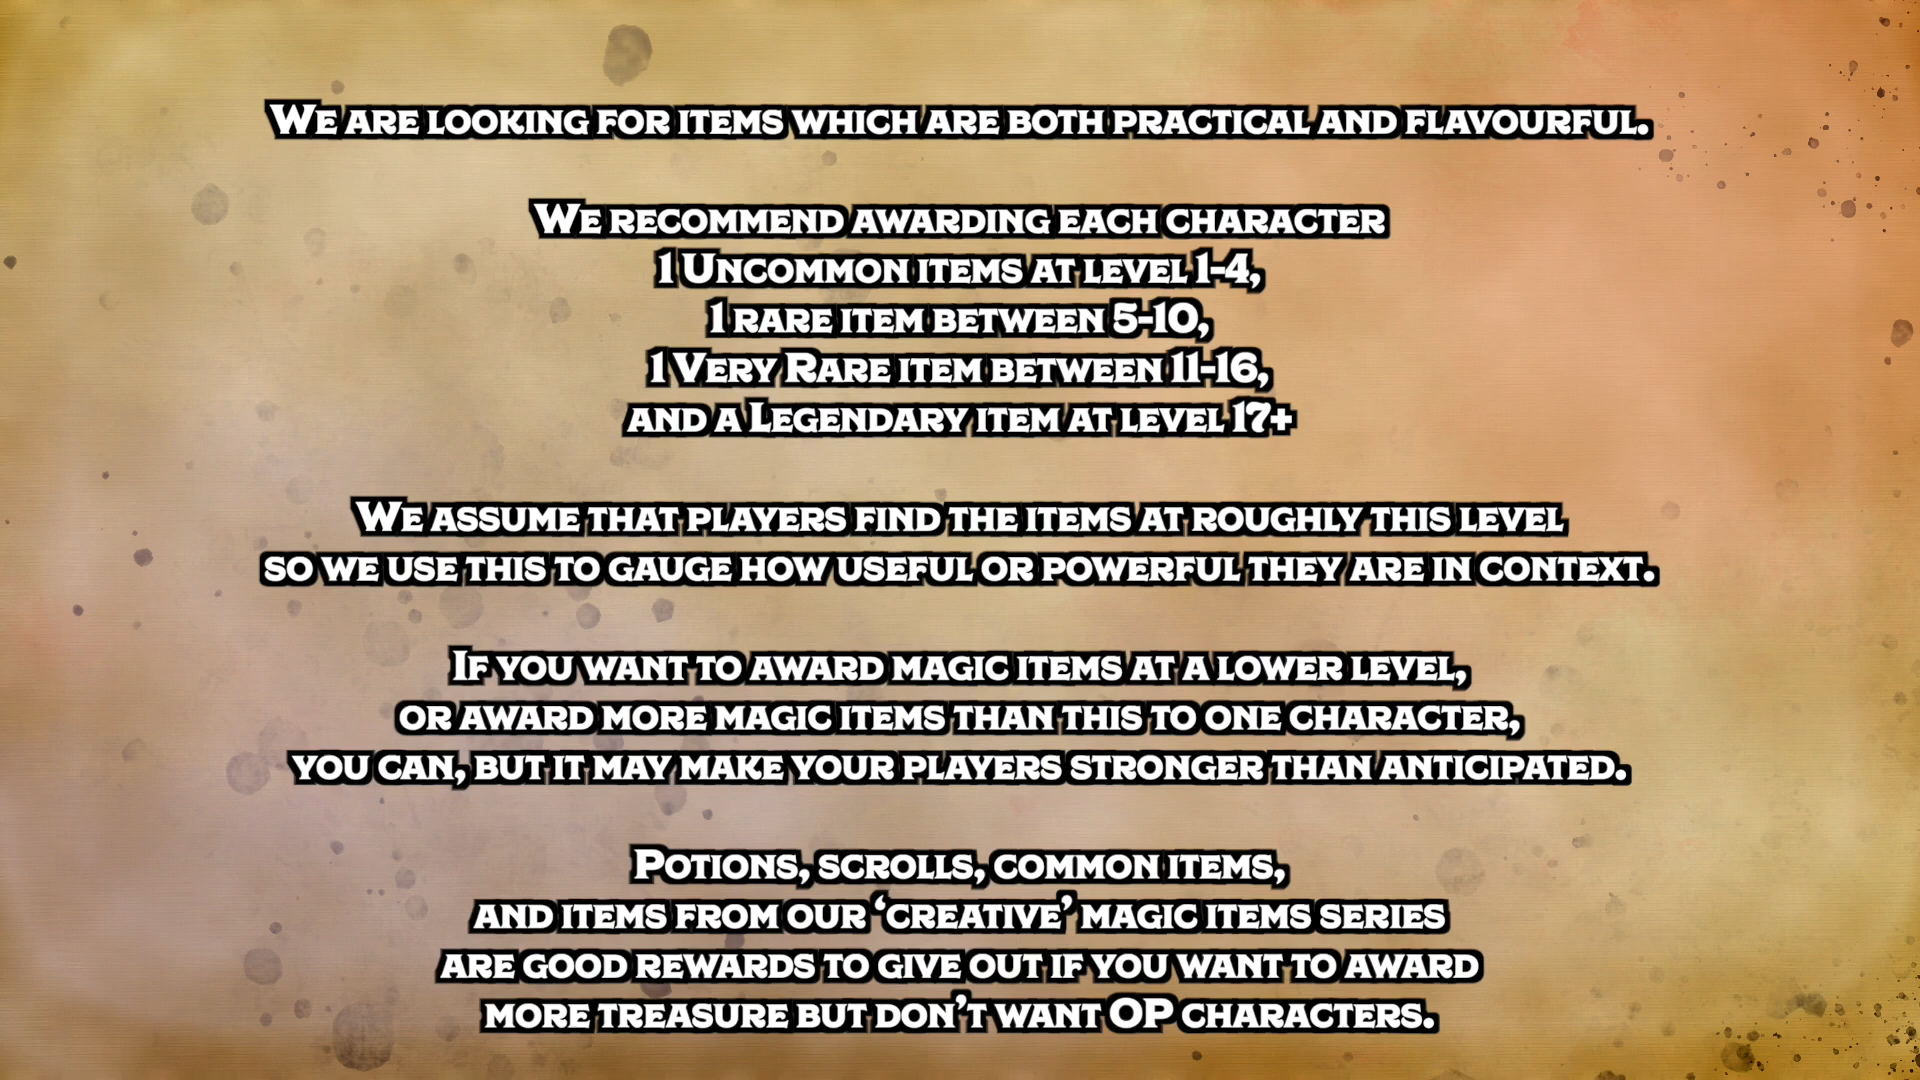 We are looking for items which are both practical and flavourful.
We recommend awarding each character
1 Uncommon items at level 1-4,
1 rare item between 5-10,
1 Very Rare item between 11-16,
and a Legendary item at level 17+
We assume that players find the items at roughly this level
so we use this to gauge how useful or powerful they are in context.
If you want to award magic items at a lower level,
or award more magic items than this to one character,
you can, but it may make your players stronger than anticipated.
Potions, scrolls, common items,
and items from our ‘creative’ magic items series
are good rewards to give out if you want to award
more treasure but don’t want OP characters.